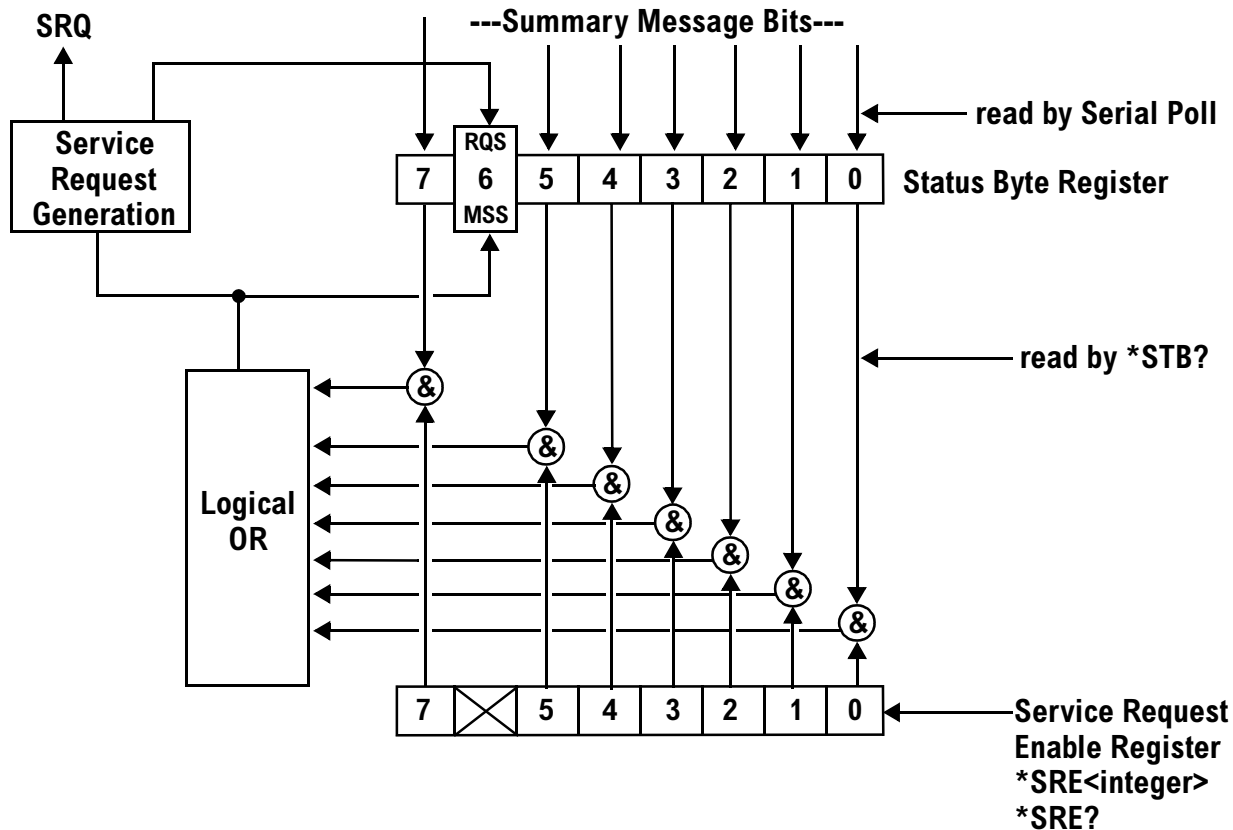 ---Summary Message Bits---
SRQ
read by Serial Poll
Service
Request
Generation
RQS
7 6 5 4 3 2 1 0
MSS
Status Byte Register
read by *STB?
&
&
&
&
&
&
&
Logical
OR
7 5 4 3 2 1 0
Service Request
Enable Register
*SRE<integer>
*SRE?